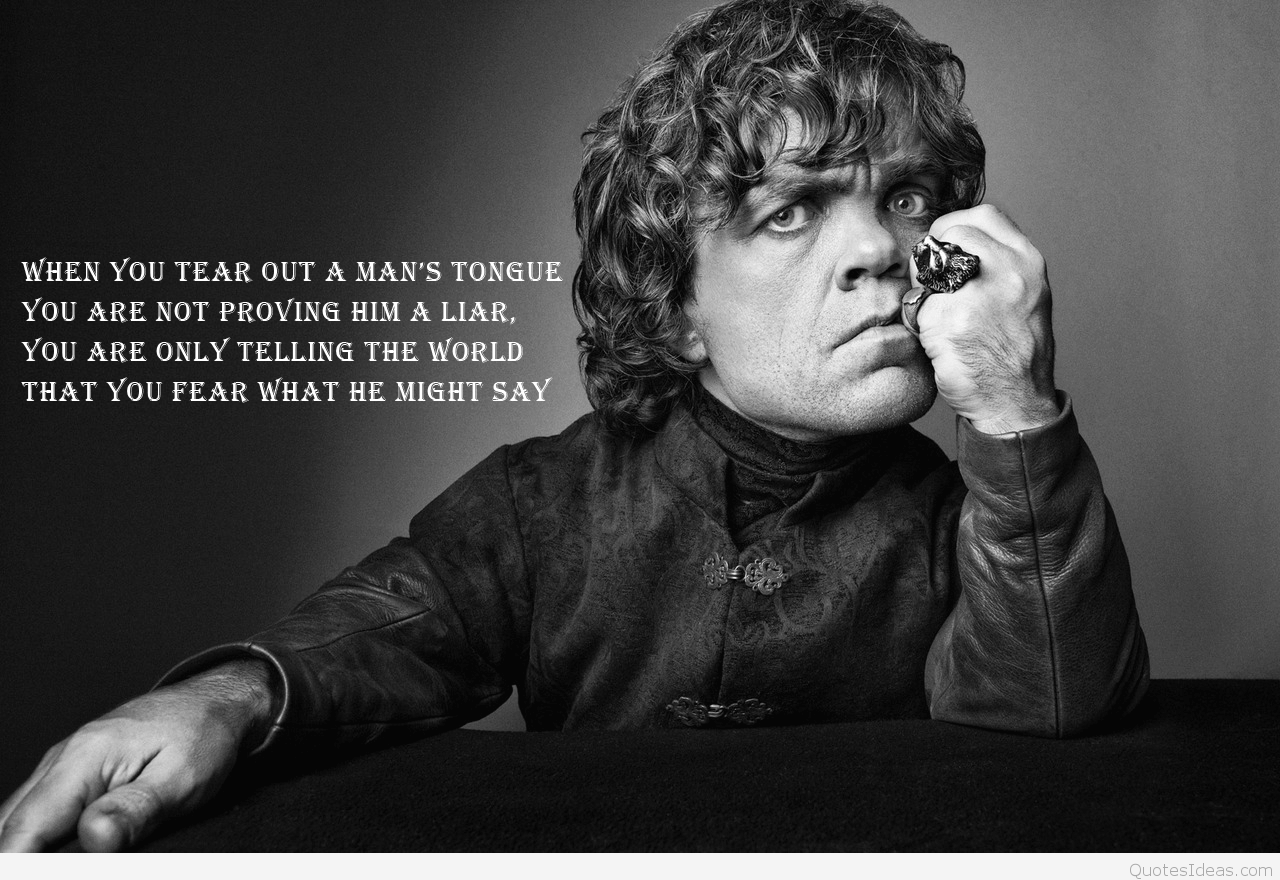 WHEN YOU TEAR OUT A MAN'S TONGUE
YOU ARE NOT PROVING HIM A LIAR,
YOU ARE ONLY TELLING THE WORLD
THAT YOU FEAR WHAT HE MIGHT SAY
QuotesIdeas.com